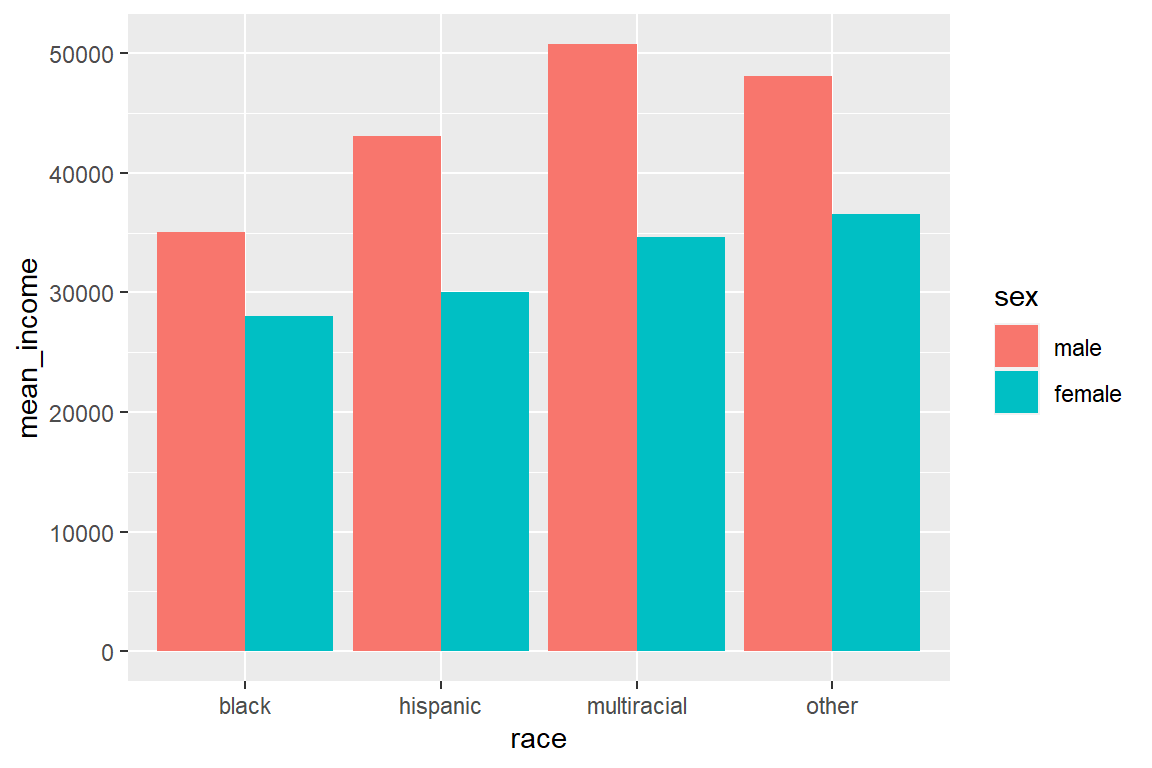 mean_income
50000
40000
30000
20000
10000
0
black hispanic multiracial other
race
sex
male
female